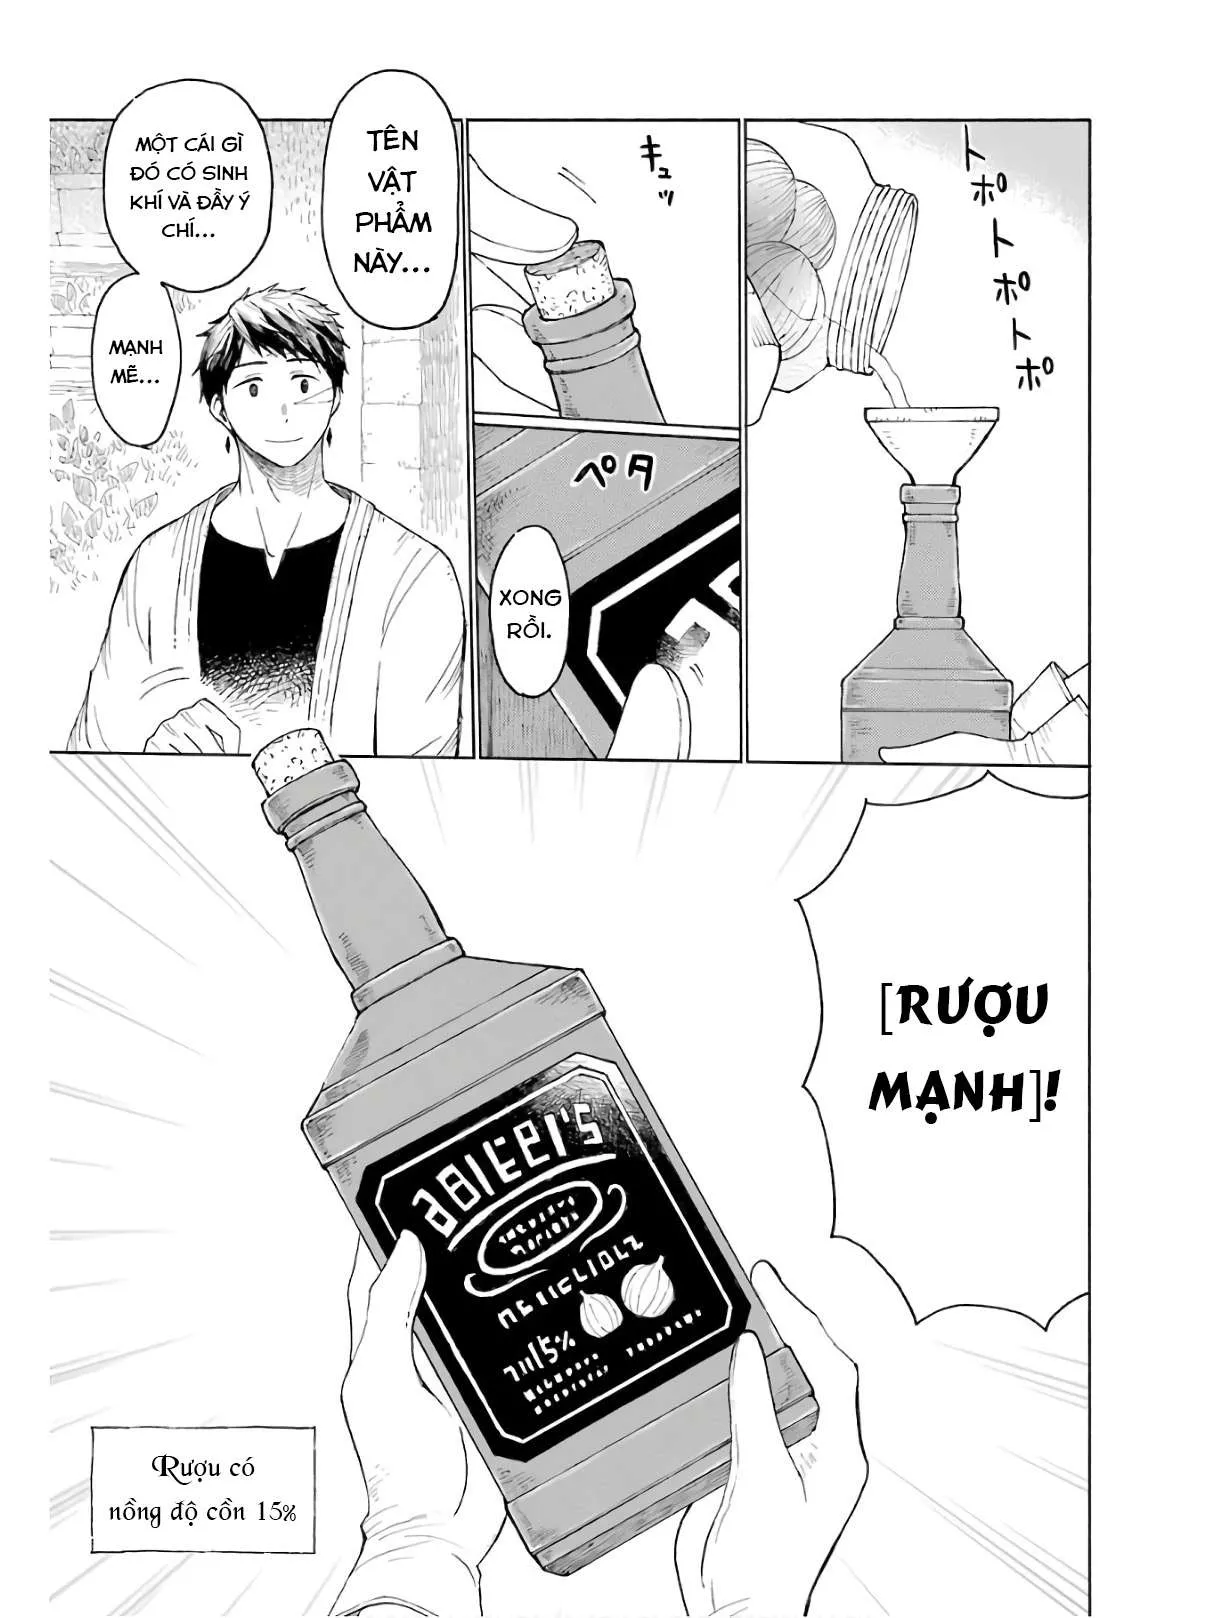 トポトポトポ
キュッ
ペタ
XONG
RỒI.
TÊN
VẬT
PHẨM
NÀY...
MỘT CÁI GÌ
ĐÓ CÓ SINH
KHÍ VÀ ĐẦY Ý
CHÍ...
MẠNH
MẼ...
[RƯỢU
MẠNH]!
15%
Rượu có
nồng độ cồn 15%